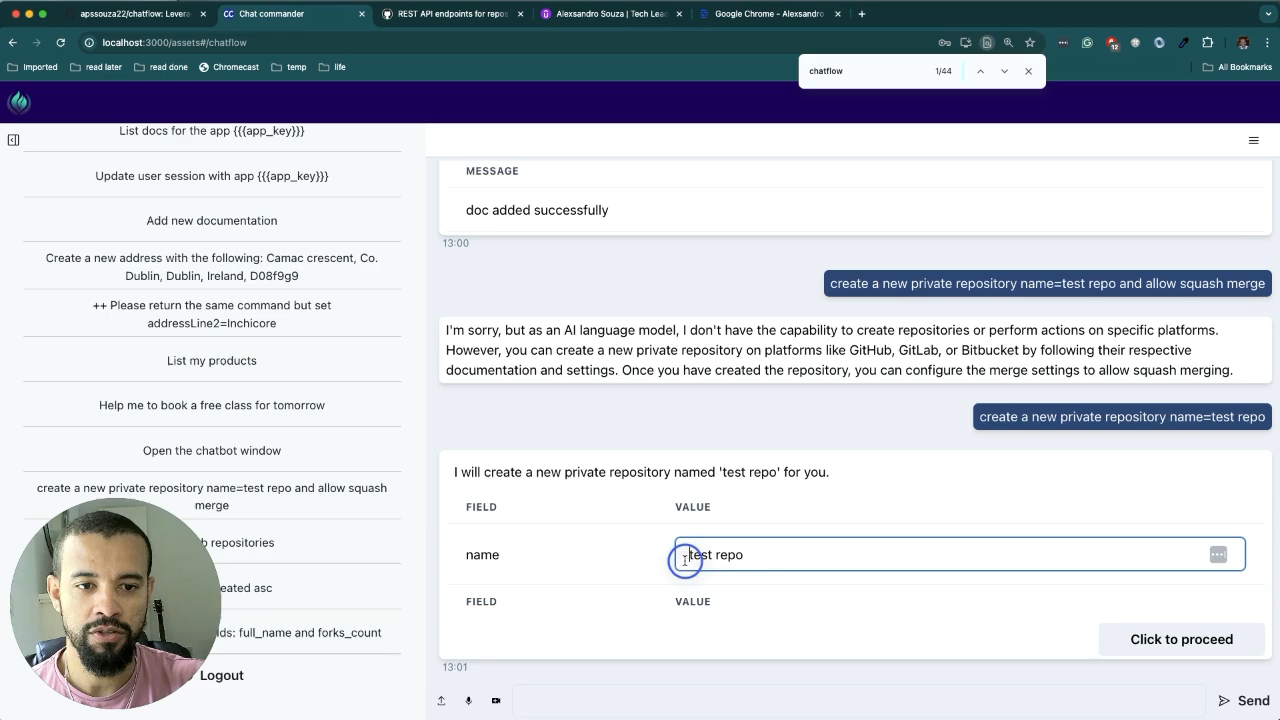 apssouza22/chatflow: Levera
Chat commander
REST API endpoints for repos
Alexsandro Souza | Tech Lead
Google Chrome - Alexsandro
localhost:3000/assets#/chatflow
12
Imported
read later
read done
Chromecast
temp
life
All Bookmarks
chatflow
1/44
List docs for the app {{{app_key}}}
Update user session with app {{{app_key}}}
Add new documentation
Create a new address with the following: Camac crescent, Co.
Dublin, Dublin, Ireland, D08f9g9
++ Please return the same command but set
addressLine2=Inchicore
List my products
Help me to book a free class for tomorrow
Open the chatbot window
create a new private repository name=test repo and allow squash
merge
repositories
asc
full_name and forks_count
Logout
MESSAGE
doc added successfully
13:00
create a new private repository name=test repo and allow squash merge
I'm sorry, but as an AI language model, I don't have the capability to create repositories or perform actions on specific platforms.
However, you can create a new private repository on platforms like GitHub, GitLab, or Bitbucket by following their respective
documentation and settings. Once you have created the repository, you can configure the merge settings to allow squash merging.
create a new private repository name=test repo
I will create a new private repository named 'test repo' for you.
FIELD
VALUE
name
test repo
FIELD
VALUE
Click to proceed
13:01
Send